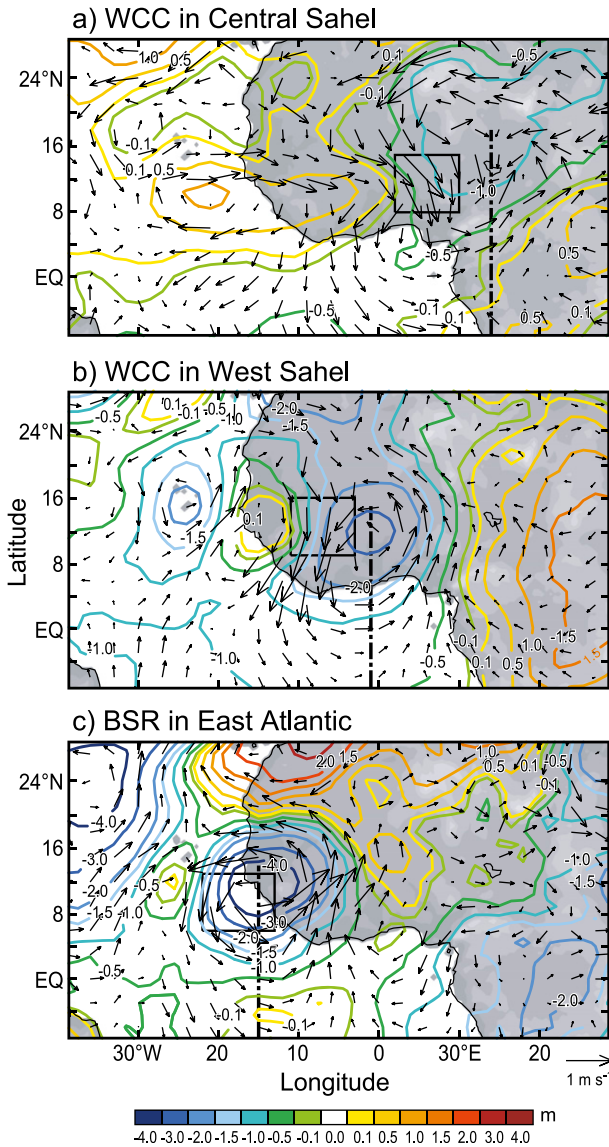 a) WCC in Central Sahel
1.0 0.5 0.1 -0.5
24°N -0.1
16 -0.1
0.1 0.5 -1.0
8
-0.5 0.5
EQ
-0.5 0.1
0.5 0.1
b) WCC in West Sahel
-0.5 0.1 -0.1 -0.5 -1.0 -2.0
-1.5
24°N
16
0.1
-1.5
8
-2.0
EQ
-1.0 -1.0 -0.5 -0.1 0.1 0.5 1.0 -1.5 1.5
Latitude
c) BSR in East Atlantic
2.0 1.5 1.0 0.5 0.1 -0.5
24°N -0.1
-4.0
16
-3.0 -4.0 -1.0
-0.5 -1.5
-2.0
8 -1.5 -1.0 -3.0
-2.0
-1.5
-0.5 -1.0
EQ -2.0
-0.1 -0.1
30°W 20 10 0 30°E 20
Longitude
1 m s⁻¹
m
-4.0 -3.0 -2.0 -1.5 -1.0 -0.5 -0.1 0.0 0.1 0.5 1.0 1.5 2.0 3.0 4.0